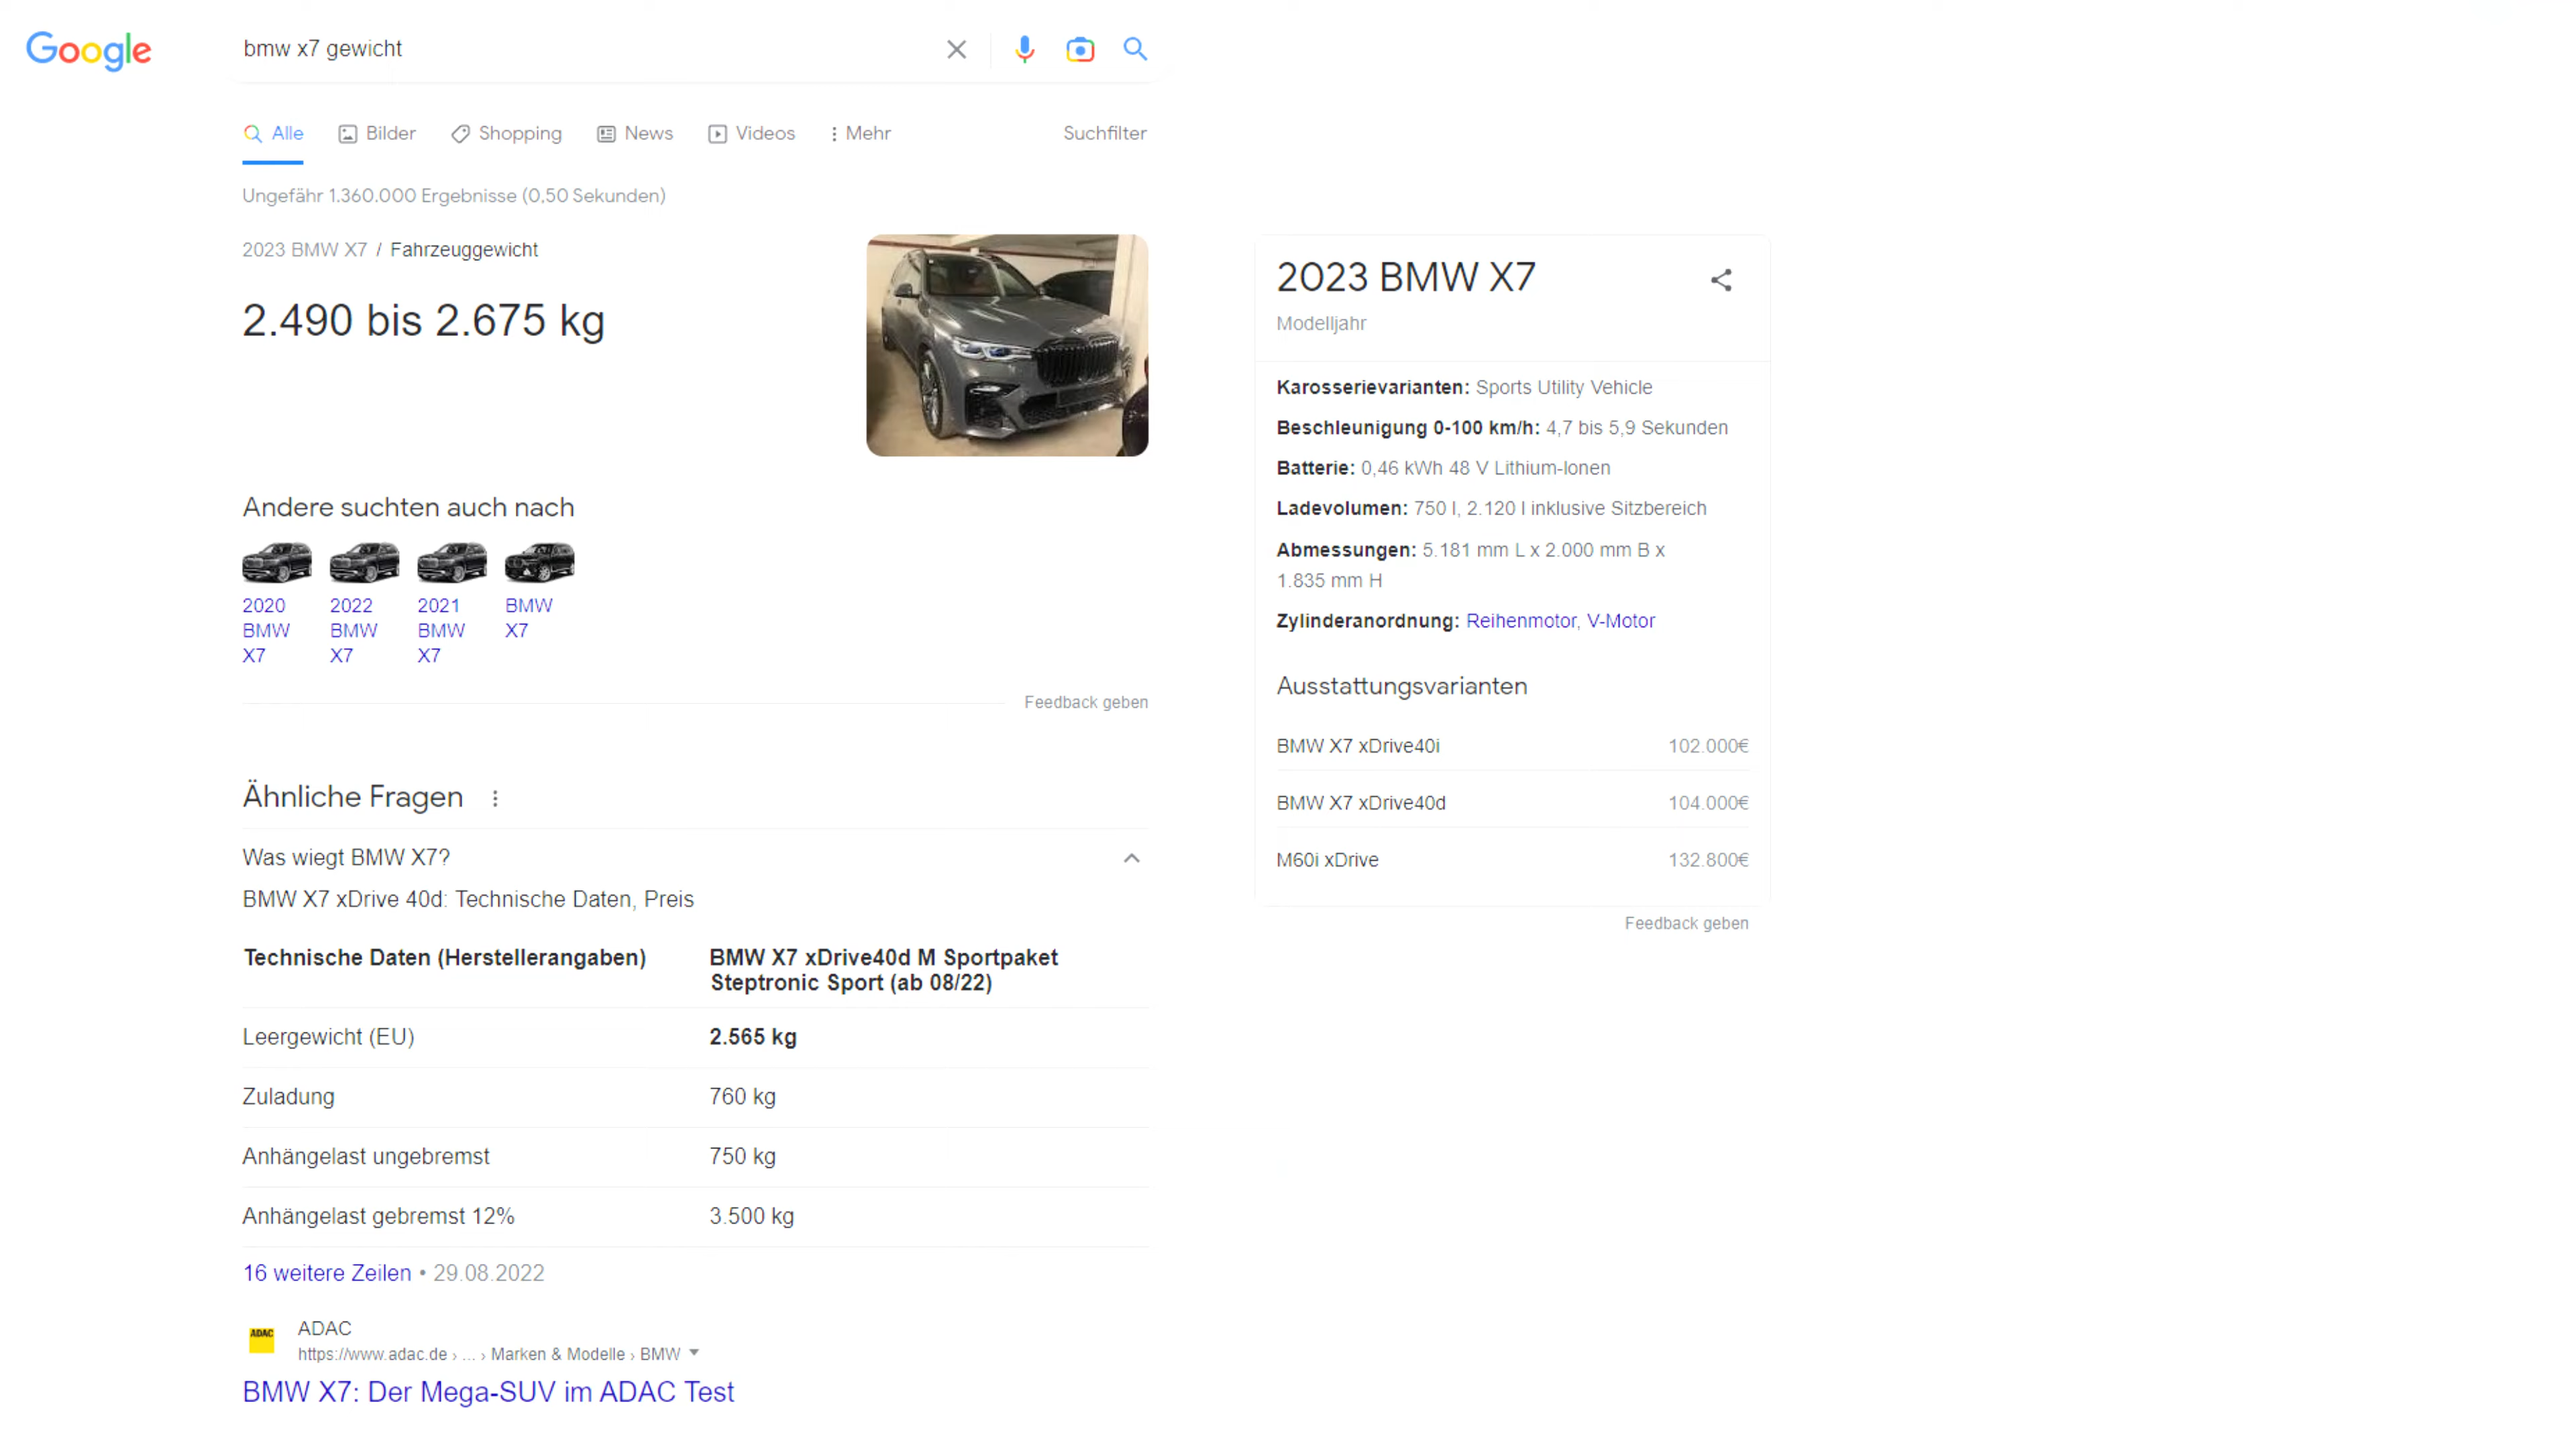 Google
bmw x7 gewicht
Alle
Bilder
Shopping
News
Videos
Mehr
Suchfilter
Ungefähr 1.360.000 Ergebnisse (0,50 Sekunden)
2023 BMW X7 / Fahrzeuggewicht
2.490 bis 2.675 kg
Andere suchten auch nach
2020 BMW X7
2022 BMW X7
2021 BMW X7
BMW X7
Feedback geben
Ähnliche Fragen
Was wiegt BMW X7?
BMW X7 xDrive 40d: Technische Daten, Preis
Technische Daten (Herstellerangaben)
BMW X7 xDrive40d M Sportpaket
Steptronic Sport (ab 08/22)
Leergewicht (EU) 2.565 kg
Zuladung 760 kg
Anhängelast ungebremst 750 kg
Anhängelast gebremst 12% 3.500 kg
16 weitere Zeilen • 29.08.2022
ADAC
ADAC
https://www.adac.de › ... › Marken & Modelle › BMW
BMW X7: Der Mega-SUV im ADAC Test
2023 BMW X7
Modelljahr
Karosserievarianten: Sports Utility Vehicle
Beschleunigung 0-100 km/h: 4,7 bis 5,9 Sekunden
Batterie: 0,46 kWh 48 V Lithium-Ionen
Ladevolumen: 750 l, 2.120 l inklusive Sitzbereich
Abmessungen: 5.181 mm L x 2.000 mm B x
1.835 mm H
Zylinderanordnung: Reihenmotor, V-Motor
Ausstattungsvarianten
BMW X7 xDrive40i 102.000€
BMW X7 xDrive40d 104.000€
M60i xDrive 132.800€
Feedback geben